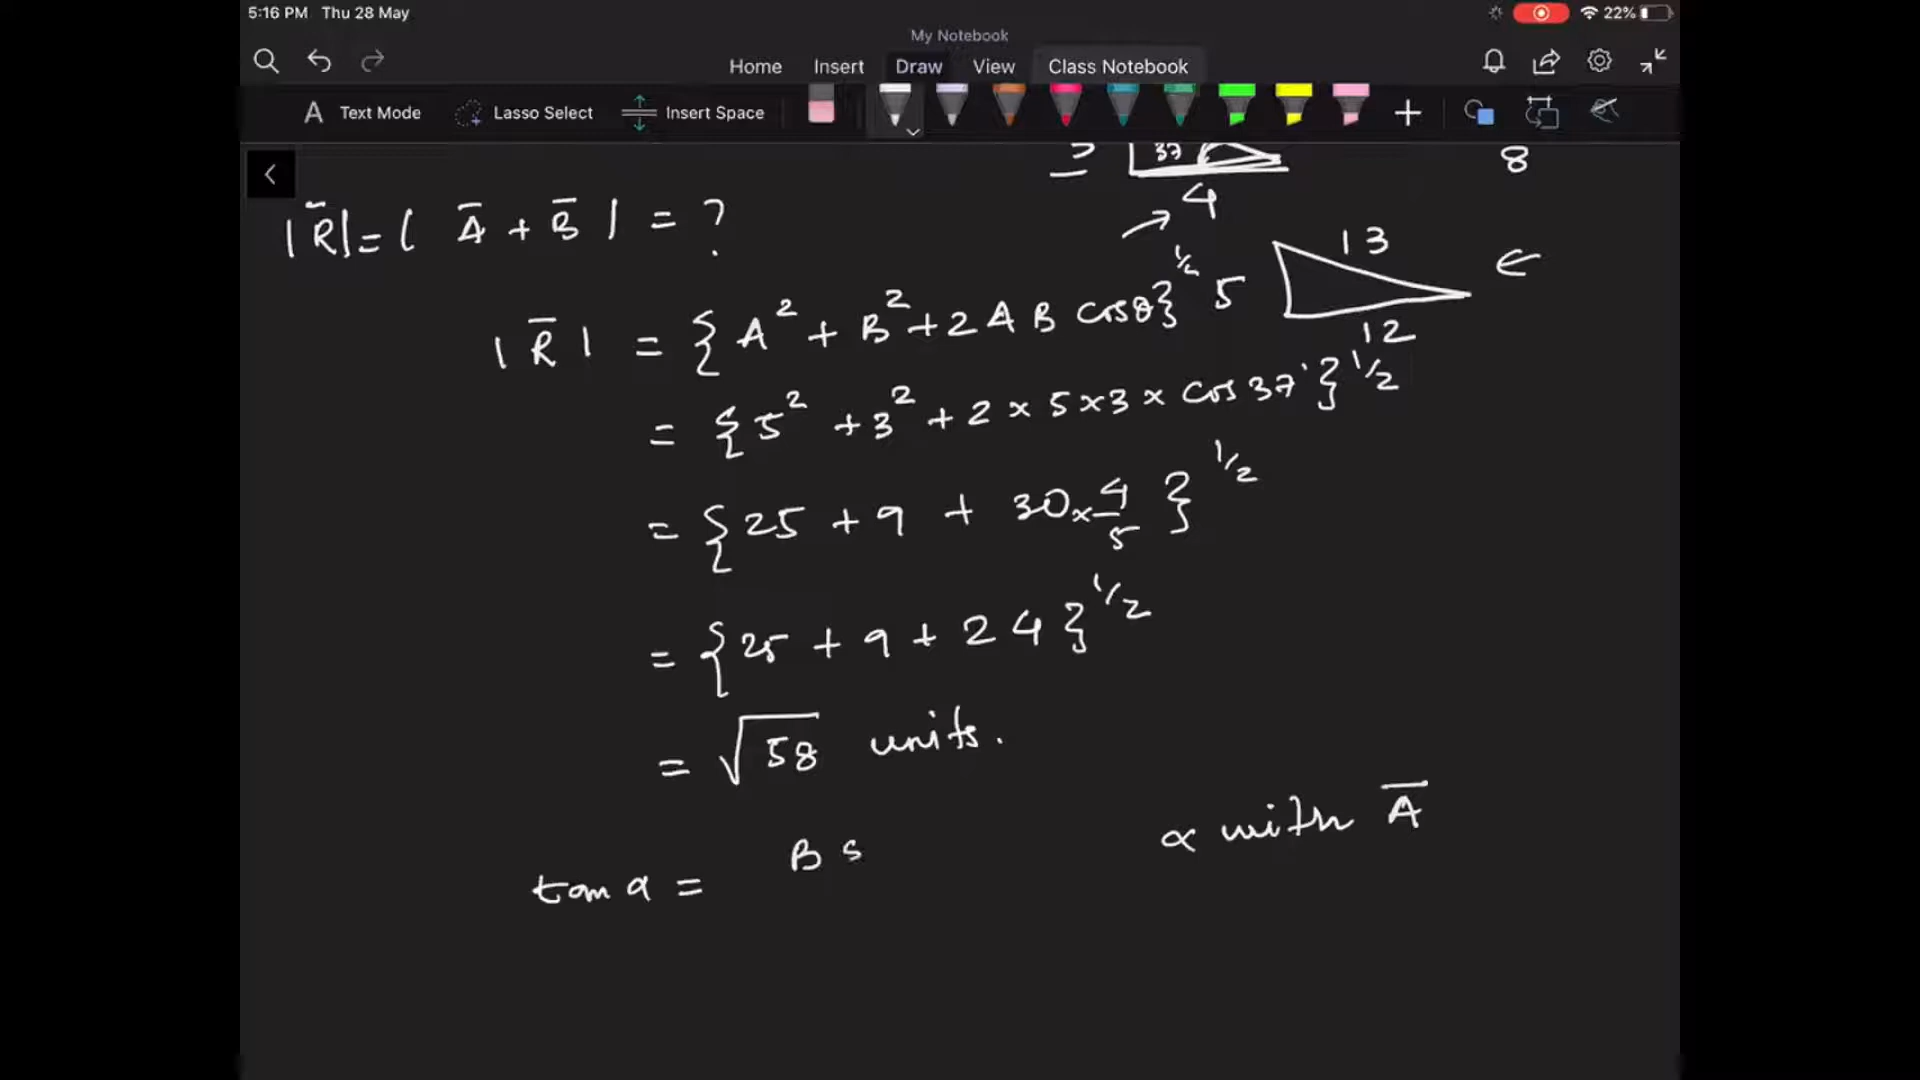 5:16 PM Thu 28 May
22%
My Notebook
Home Insert Draw View Class Notebook
Text Mode Lasso Select Insert Space
37
8
4
|R̄| = | Ā + B̄ | = ?
13
5
12
|R̄| = {A² + B² + 2AB cosθ}^1/2
= {5² + 3² + 2 × 5 × 3 × cos 37°}^1/2
= {25 + 9 + 30 × 4/5}^1/2
= {25 + 9 + 24}^1/2
= √58 units.
α with Ā
tan α = B s